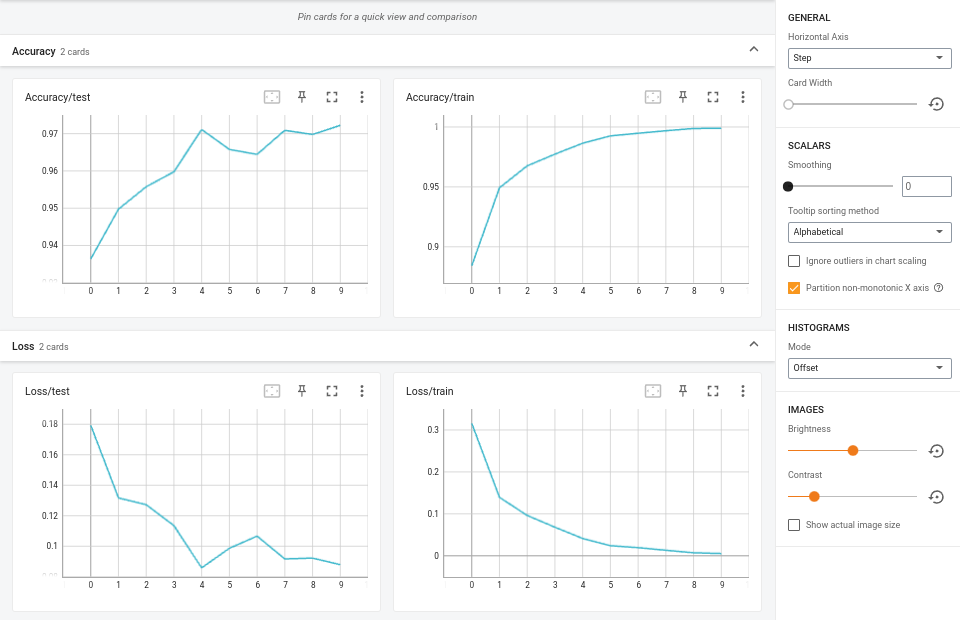 Pin cards for a quick view and comparison
Accuracy 2 cards
Accuracy/test
0.97
0.96
0.95
0.94
0 1 2 3 4 5 6 7 8 9
Accuracy/train
1
0.95
0.9
0 1 2 3 4 5 6 7 8 9
Loss 2 cards
Loss/test
0.18
0.16
0.14
0.12
0.1
0 1 2 3 4 5 6 7 8 9
Loss/train
0.3
0.2
0.1
0
0 1 2 3 4 5 6 7 8 9
GENERAL
Horizontal Axis
Step
Card Width
SCALARS
Smoothing
0
Tooltip sorting method
Alphabetical
Ignore outliers in chart scaling
Partition non-monotonic X axis
HISTOGRAMS
Mode
Offset
IMAGES
Brightness
Contrast
Show actual image size